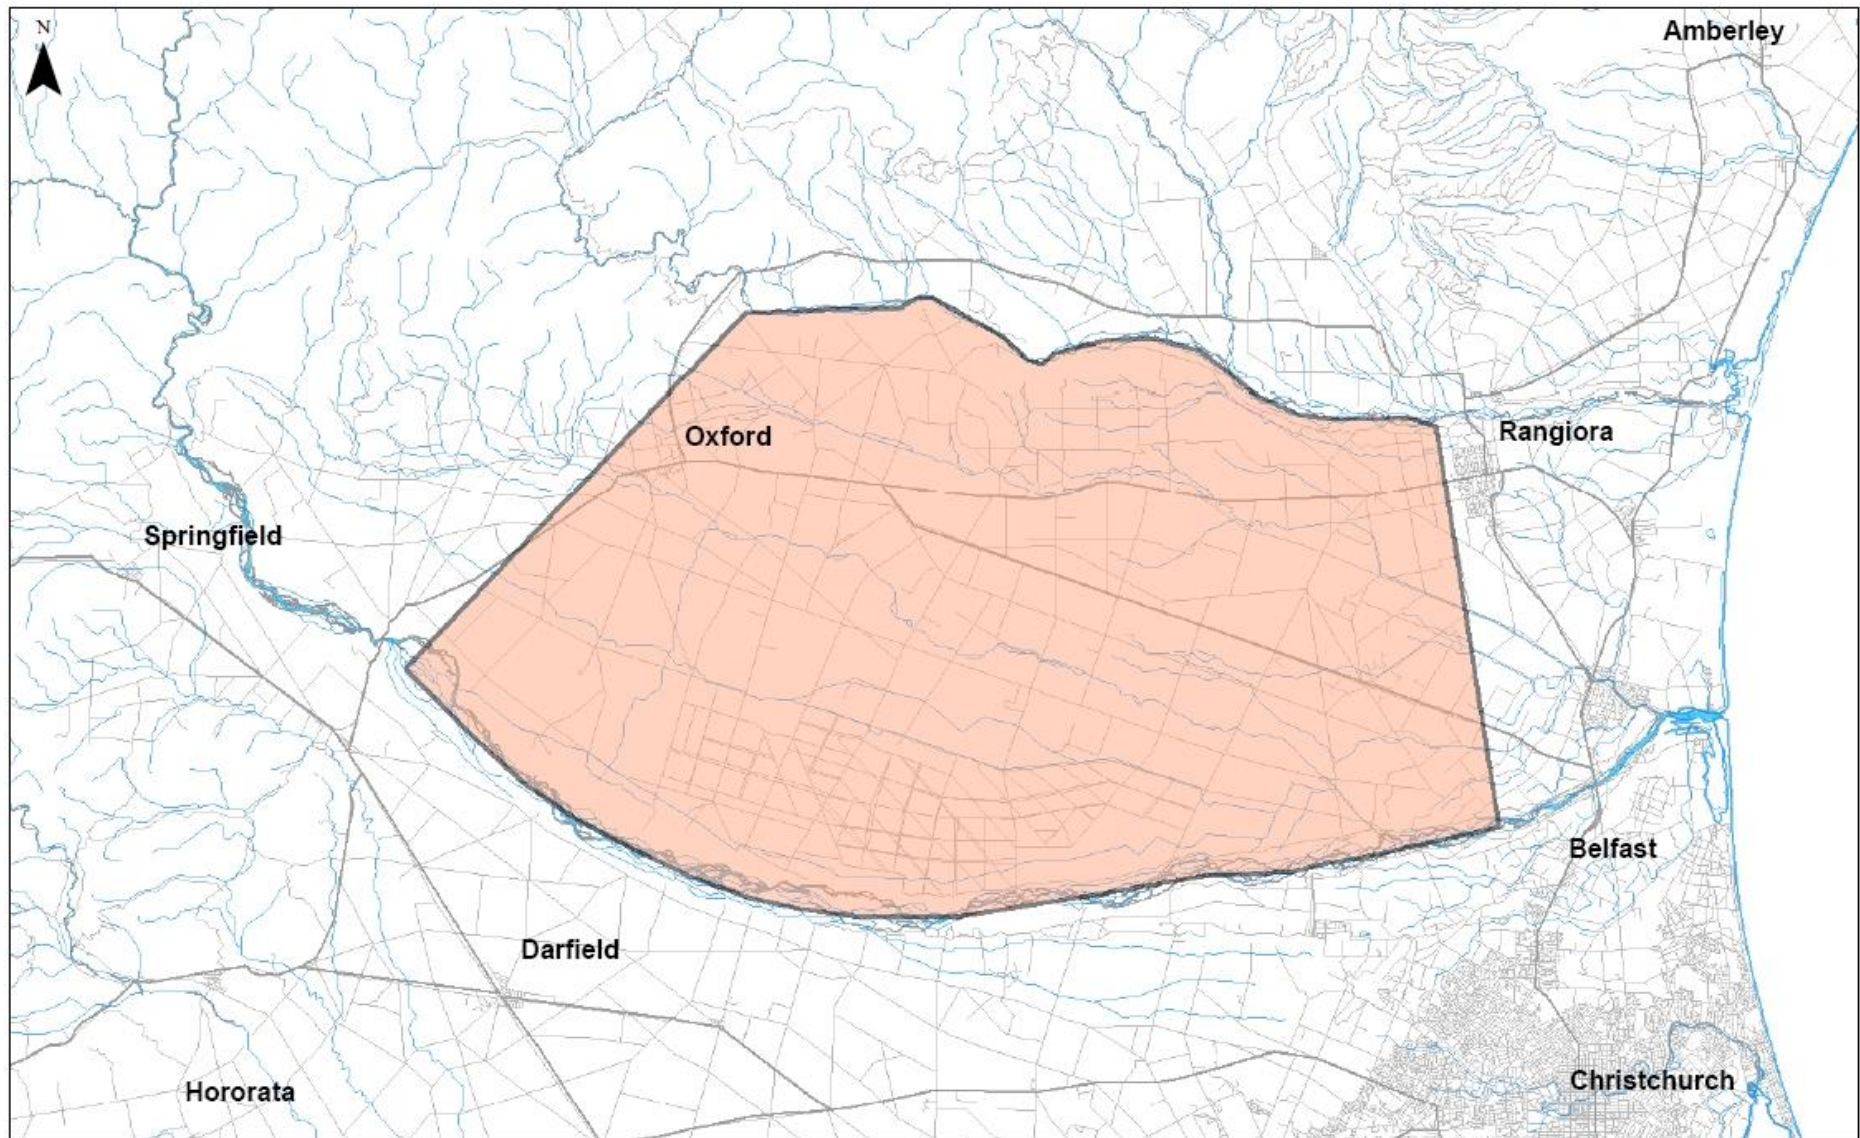 N
Amberley
Oxford
Rangiora
Springfield
Belfast
Darfield
Hororata
Christchurch